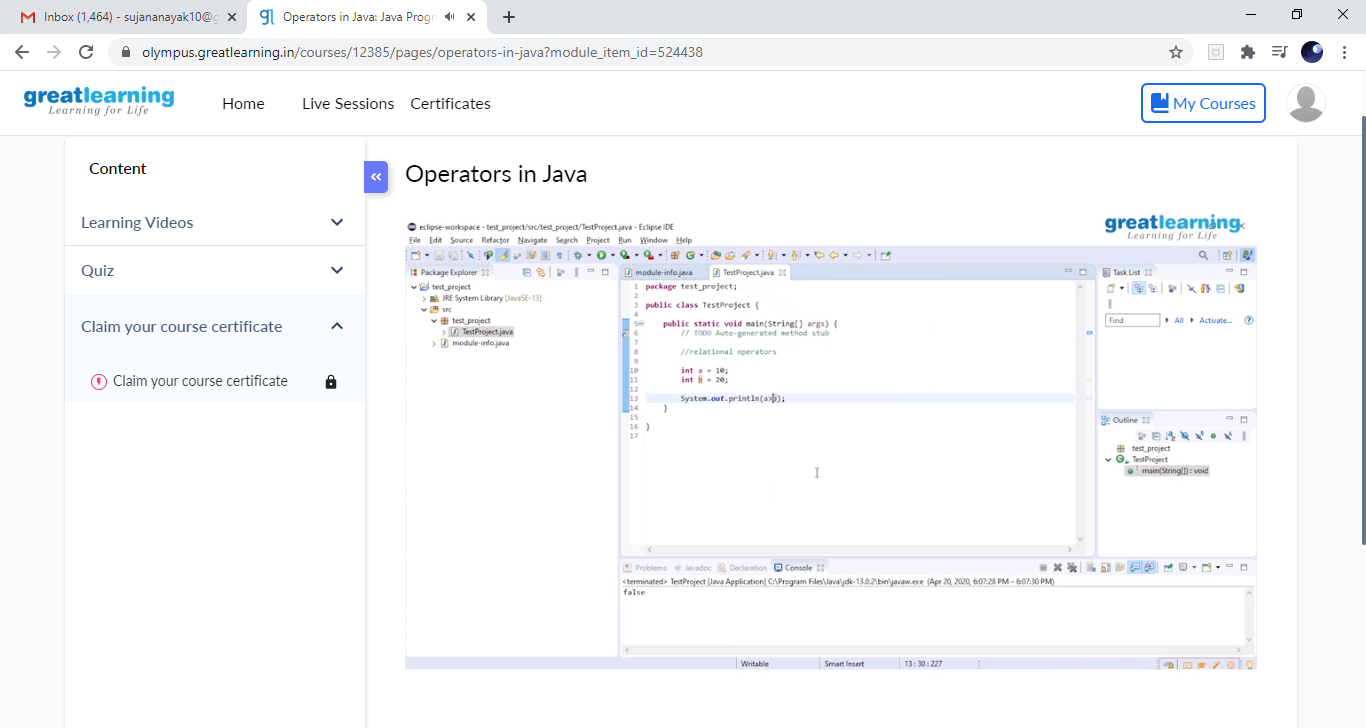 Inbox (1,464) - sujananayak10@g
Operators in Java: Java Progr
olympus.greatlearning.in/courses/12385/pages/operators-in-java?module_item_id=524438
greatlearning
Learning for Life
Home
Live Sessions
Certificates
My Courses
Content
Learning Videos
Quiz
Claim your course certificate
Claim your course certificate
«
Operators in Java
greatlearning
Learning for Life
eclipse-workspace - test_project/src/test_project/TestProject.java - Eclipse IDE
File Edit Source Refactor Navigate Search Project Run Window Help
Package Explorer
test_project
JRE System Library [JavaSE-13]
src
test_project
TestProject.java
module-info.java
module-info.java
TestProject.java
1 package test_project;
2
3 public class TestProject {
4
5 public static void main(String[] args) {
6 // TODO Auto-generated method stub
7
8 //relational operators
9
10 int a = 10;
11 int b = 20;
12
13 System.out.println(a>b);
14 }
15
16 }
17
Task List
Find
All
Activate...
Outline
test_project
TestProject
main(String[]) : void
Problems Javadoc Declaration Console
<terminated> TestProject [Java Application] C:\Program Files\Java\jdk-13.0.2\bin\javaw.exe (Apr 20, 2020, 6:07:28 PM – 6:07:30 PM)
false
Writable
Smart Insert
13 : 30 : 227